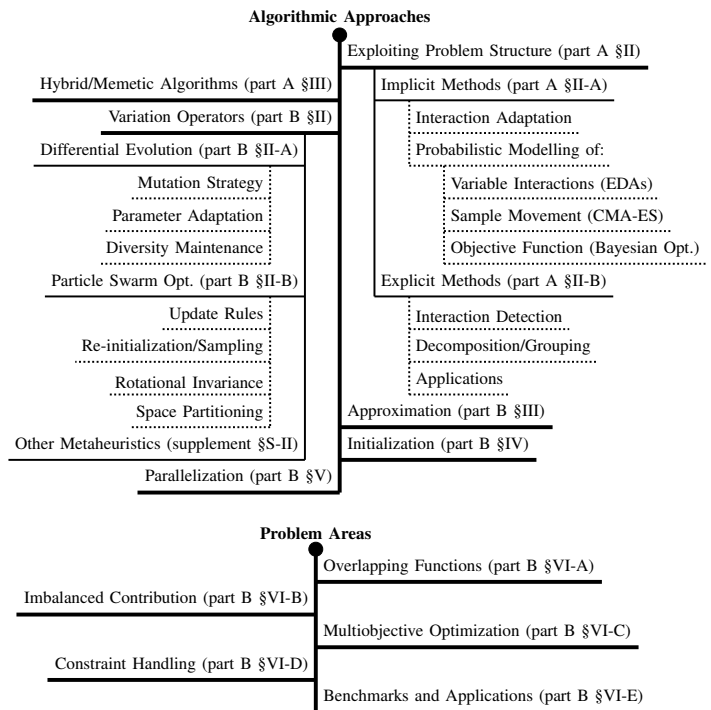 Algorithmic Approaches
Exploiting Problem Structure (part A §II)
Hybrid/Memetic Algorithms (part A §III)
Implicit Methods (part A §II-A)
Variation Operators (part B §II)
Interaction Adaptation
Differential Evolution (part B §II-A)
Probabilistic Modelling of:
Mutation Strategy
Variable Interactions (EDAs)
Parameter Adaptation
Sample Movement (CMA-ES)
Diversity Maintenance
Objective Function (Bayesian Opt.)
Particle Swarm Opt. (part B §II-B)
Explicit Methods (part A §II-B)
Update Rules
Interaction Detection
Re-initialization/Sampling
Decomposition/Grouping
Rotational Invariance
Applications
Space Partitioning
Approximation (part B §III)
Other Metaheuristics (supplement §S-II)
Initialization (part B §IV)
Parallelization (part B §V)
Problem Areas
Overlapping Functions (part B §VI-A)
Imbalanced Contribution (part B §VI-B)
Multiobjective Optimization (part B §VI-C)
Constraint Handling (part B §VI-D)
Benchmarks and Applications (part B §VI-E)